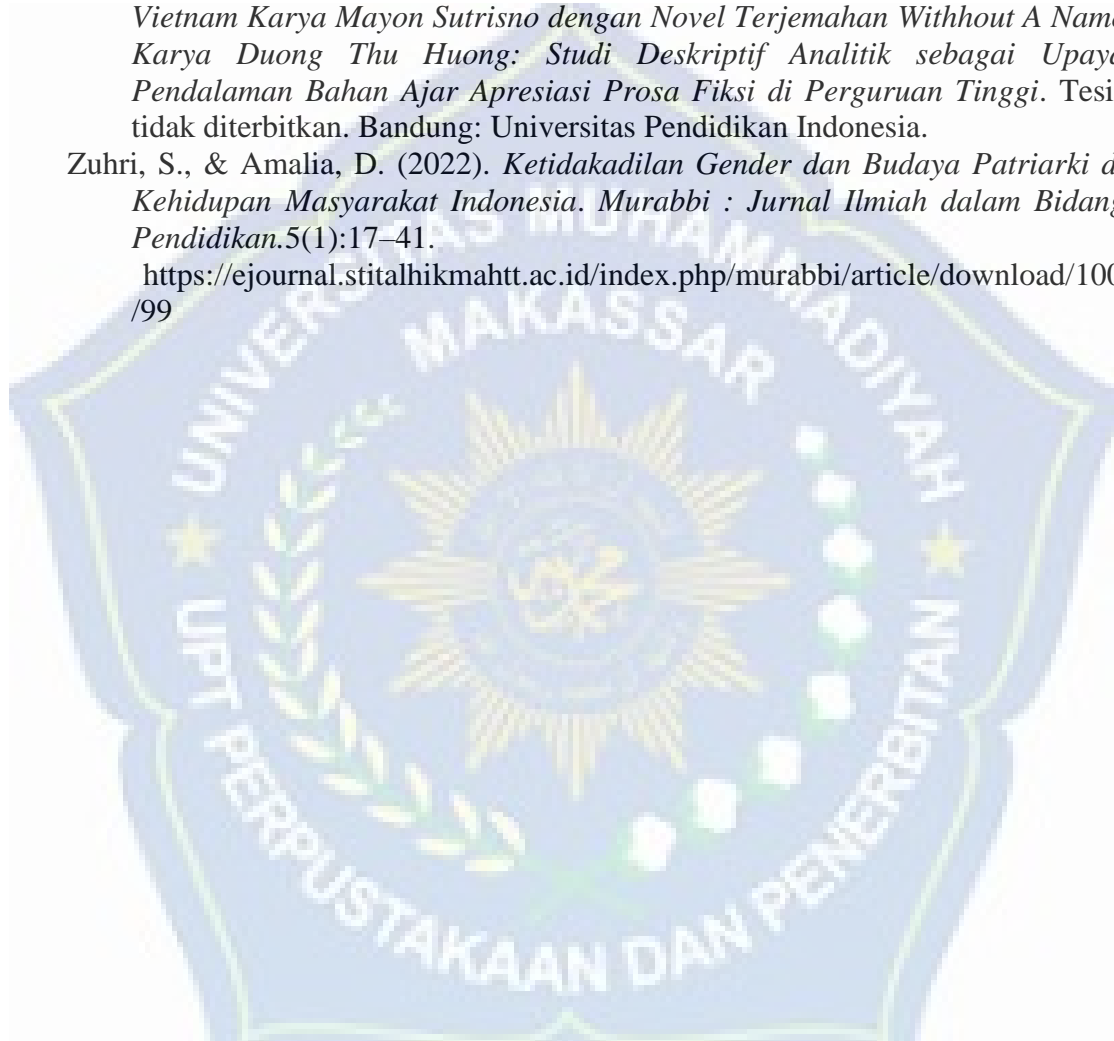 Vietnam Karya Mayon Sutrisno dengan Novel Terjemahan Withhout A Name
Karya Duong Thu Huong: Studi Deskriptif Analitik sebagai Upaya
Pendalaman Bahan Ajar Apresiasi Prosa Fiksi di Perguruan Tinggi. Tesis
tidak diterbitkan. Bandung: Universitas Pendidikan Indonesia.
Zuhri, S., & Amalia, D. (2022). Ketidakadilan Gender dan Budaya Patriarki di
Kehidupan Masyarakat Indonesia. Murabbi : Jurnal Ilmiah dalam Bidang
Pendidikan.5(1):17–41.
https://ejournal.stitalhikmahtt.ac.id/index.php/murabbi/article/download/100
/99
UNIVERSITAS MUHAMMADIYAH
MAKASSAR
UPT PERPUSTAKAAN DAN PENERBITAN